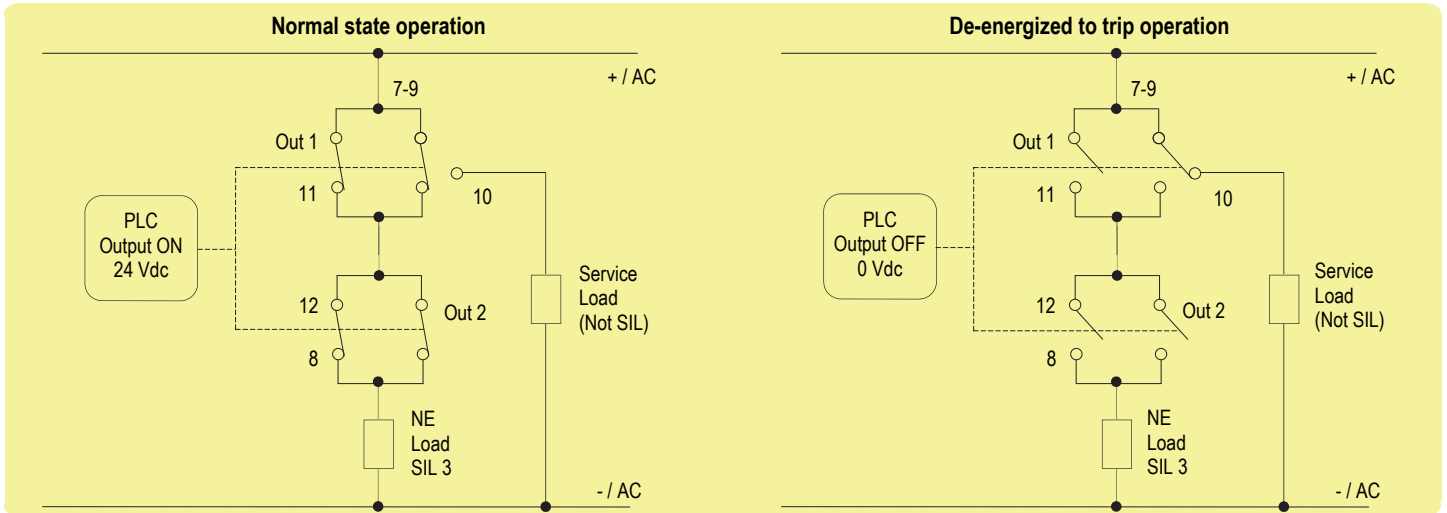 Normal state operation
+ / AC
7-9
Out 1
11
10
PLC
Output ON
24 Vdc
12
Out 2
8
Service
Load
(Not SIL)
NE
Load
SIL 3
- / AC
De-energized to trip operation
+ / AC
7-9
Out 1
11
10
PLC
Output OFF
0 Vdc
12
Out 2
8
Service
Load
(Not SIL)
NE
Load
SIL 3
- / AC